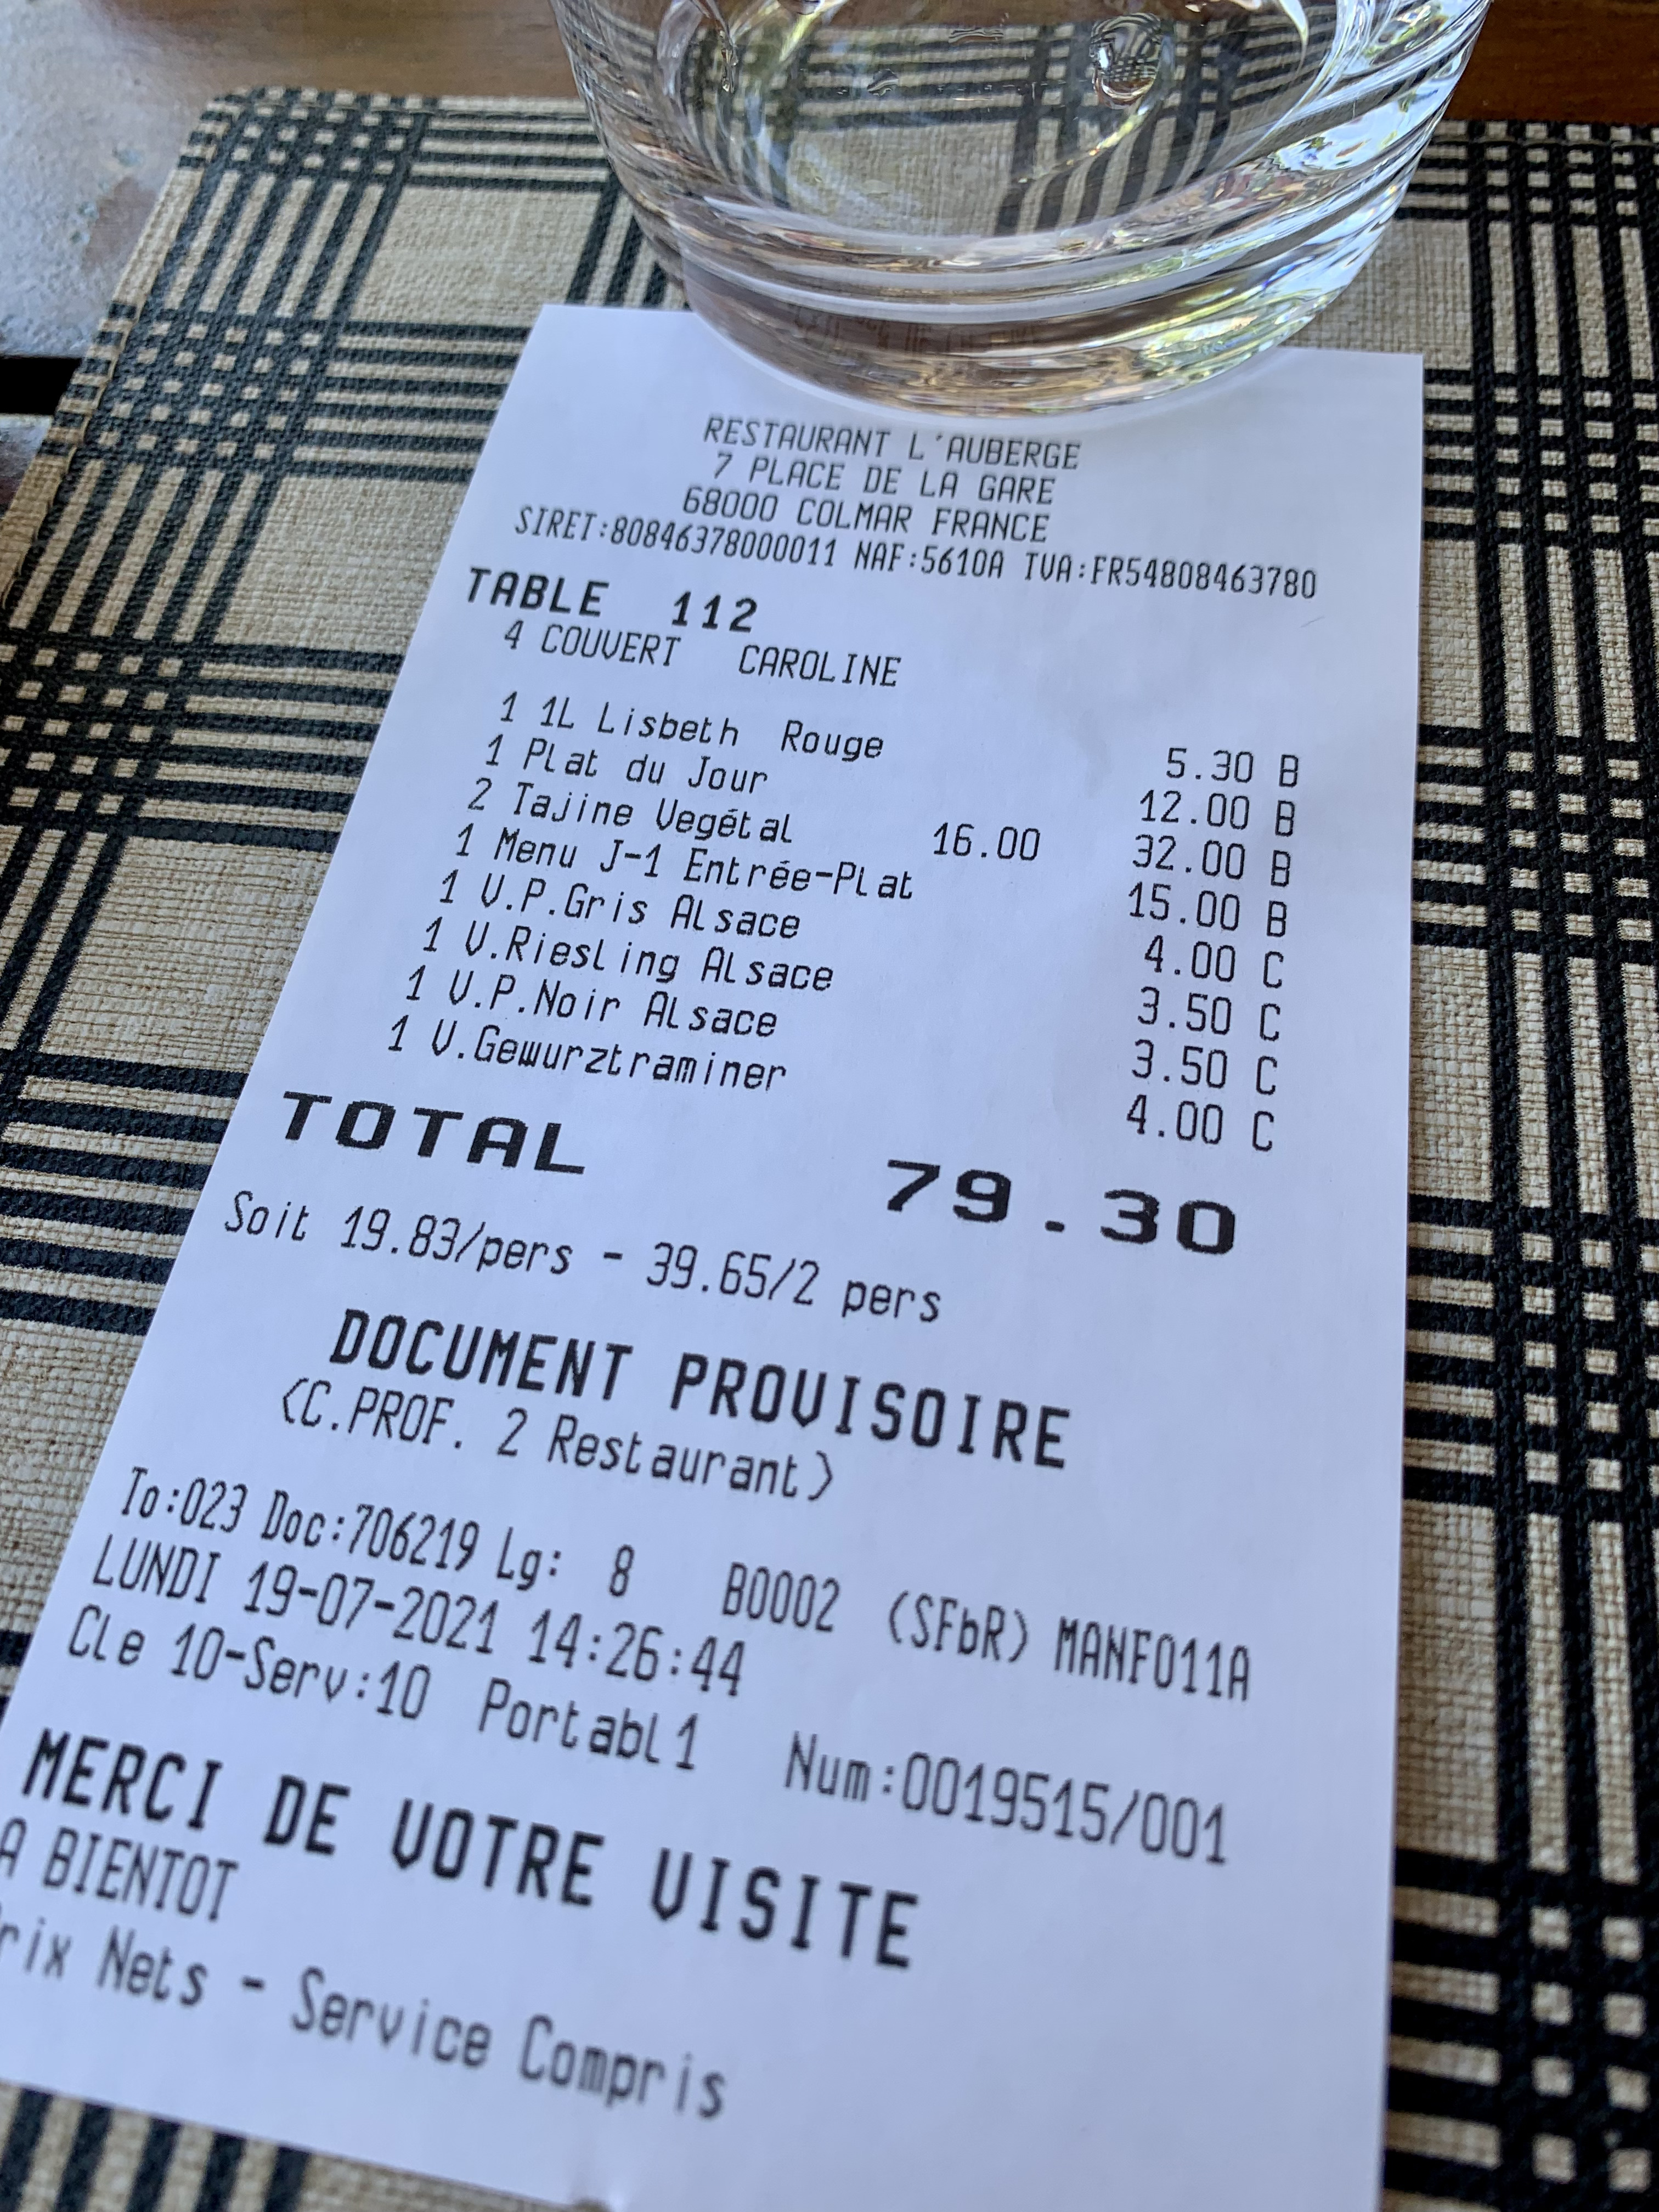 RESTAURANT L'AUBERGE
7 PLACE DE LA GARE
68000 COLMAR FRANCE
SIRET:80846378000011 NAF:5610A TVA:FR54808463780
TABLE 112
4 COUVERT CAROLINE
1 1L Lisbeth Rouge 5.30 B
1 Plat du Jour 12.00 B
2 Tajine Vegétal 16.00 32.00 B
1 Menu J-1 Entrée-Plat 15.00 B
1 V.P.Gris Alsace 4.00 C
1 V.Riesling Alsace 3.50 C
1 V.P.Noir Alsace 3.50 C
1 V.Gewurztraminer 4.00 C
TOTAL 79.30
Soit 19.83/pers - 39.65/2 pers
DOCUMENT PROVISOIRE
(C.PROF. 2 Restaurant)
To:023 Doc:706219 Lg: 8 B0002 (SFbR) MANF011A
LUNDI 19-07-2021 14:26:44
Cle 10-Serv:10 Portabl1 Num:0019515/001
MERCI DE VOTRE VISITE
A BIENTOT
rix Nets - Service Compris